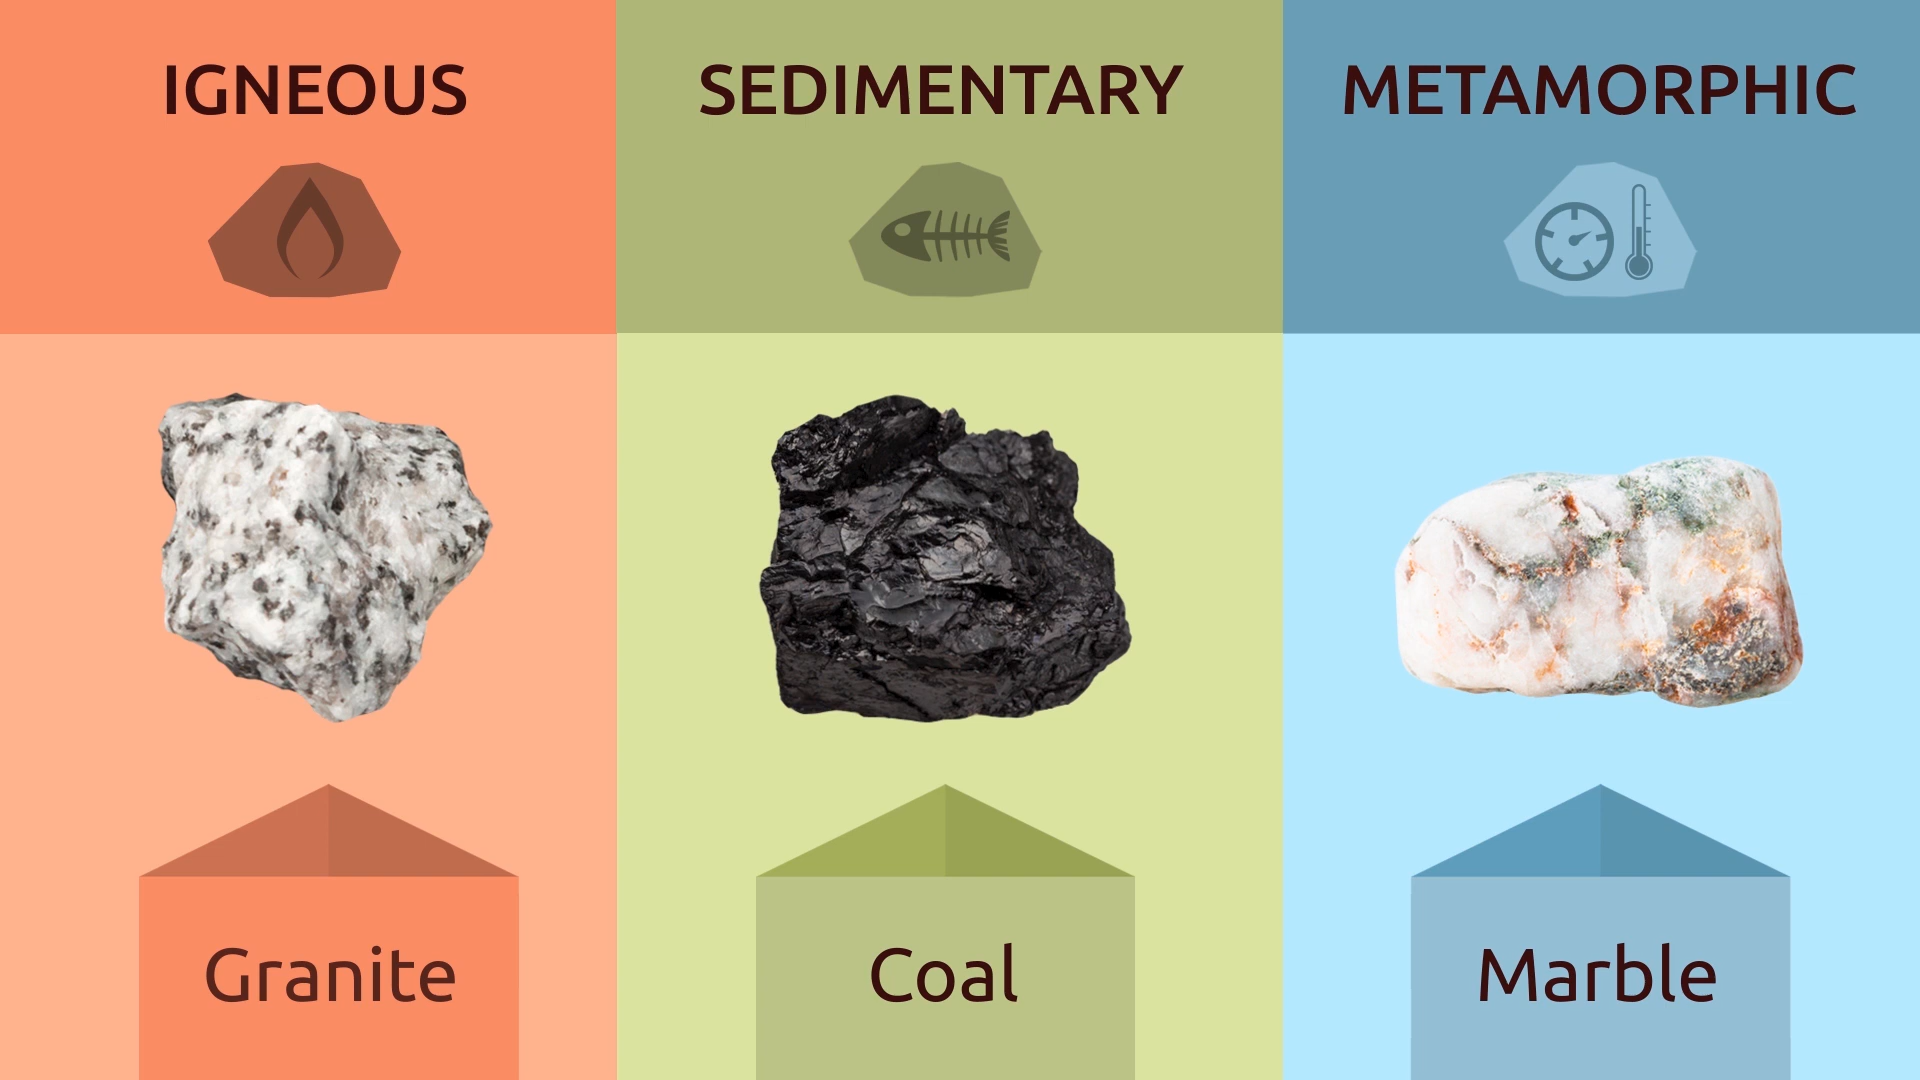 IGNEOUS
SEDIMENTARY
METAMORPHIC
Granite
Coal
Marble